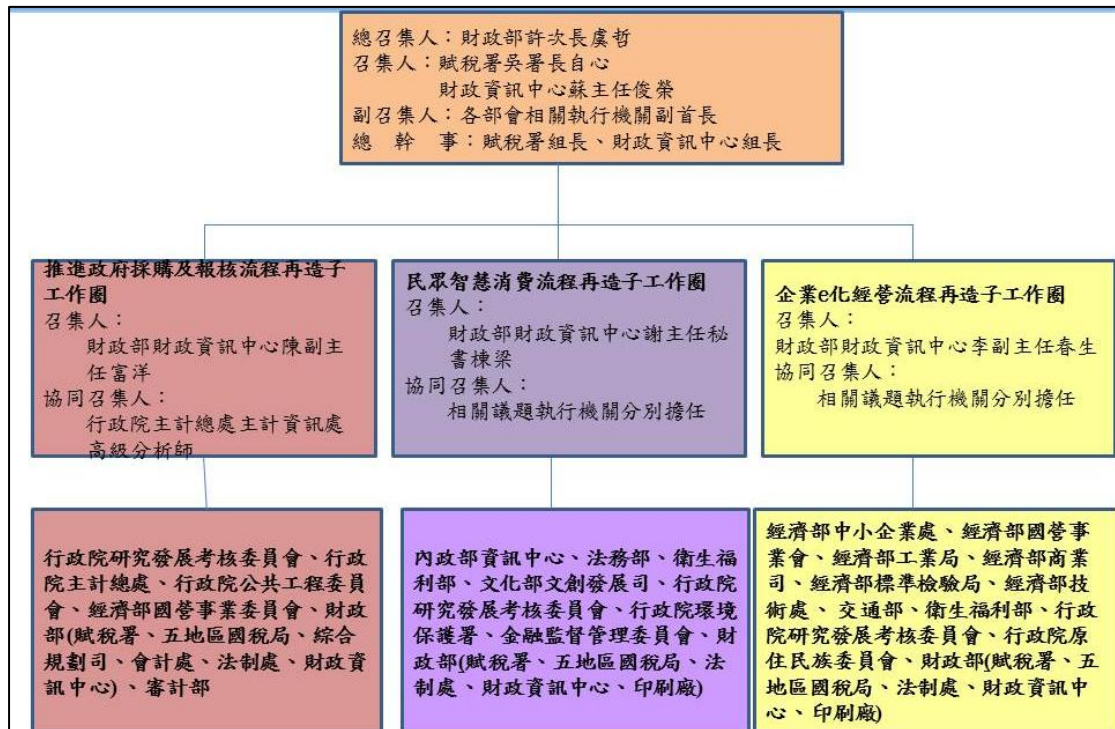 總召集人：財政部許次長虞哲
召集人：賦稅署吳署長自心
財政資訊中心蘇主任俊榮
副召集人：各部會相關執行機關副首長
總 幹 事：賦稅署組長、財政資訊中心組長
推進政府採購及報核流程再造子
工作圈
召集人：
財政部財政資訊中心陳副主
任富洋
協同召集人：
行政院主計總處主計資訊處
高級分析師
民眾智慧消費流程再造子工作圈
召集人：
財政部財政資訊中心謝主任秘
書棟梁
協同召集人：
相關議題執行機關分別擔任
企業e化經營流程再造子工作圈
召集人：
財政部財政資訊中心李副主任春生
協同召集人：
相關議題執行機關分別擔任
行政院研究發展考核委員會、行政
院主計總處、行政院公共工程委員
會、經濟部國營事業委員會、財政
部(賦稅署、五地區國稅局、綜合
規劃司、會計處、法制處、財政資
訊中心)、審計部
內政部資訊中心、法務部、衛生福
利部、文化部文創發展司、行政院
研究發展考核委員會、行政院環境
保護署、金融監督管理委員會、財
政部(賦稅署、五地區國稅局、法
制處、財政資訊中心、印刷廠)
經濟部中小企業處、經濟部國營事
業會、經濟部工業局、經濟部商業
司、經濟部標準檢驗局、經濟部技
術處、交通部、衛生福利部、行政
院研究發展考核委員會、行政院原
住民族委員會、財政部(賦稅署、五
地區國稅局、法制處、財政資訊中
心、印刷廠)